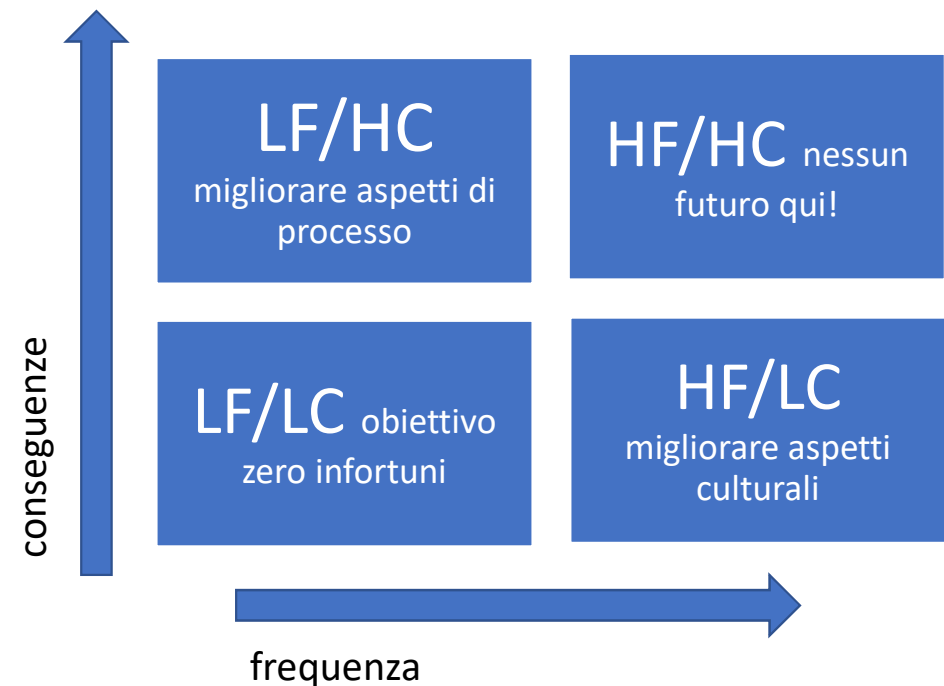 LF/HC
migliorare aspetti di
processo
HF/HC nessun
futuro qui!
LF/LC obiettivo
zero infortuni
HF/LC
migliorare aspetti
culturali
conseguenze
frequenza